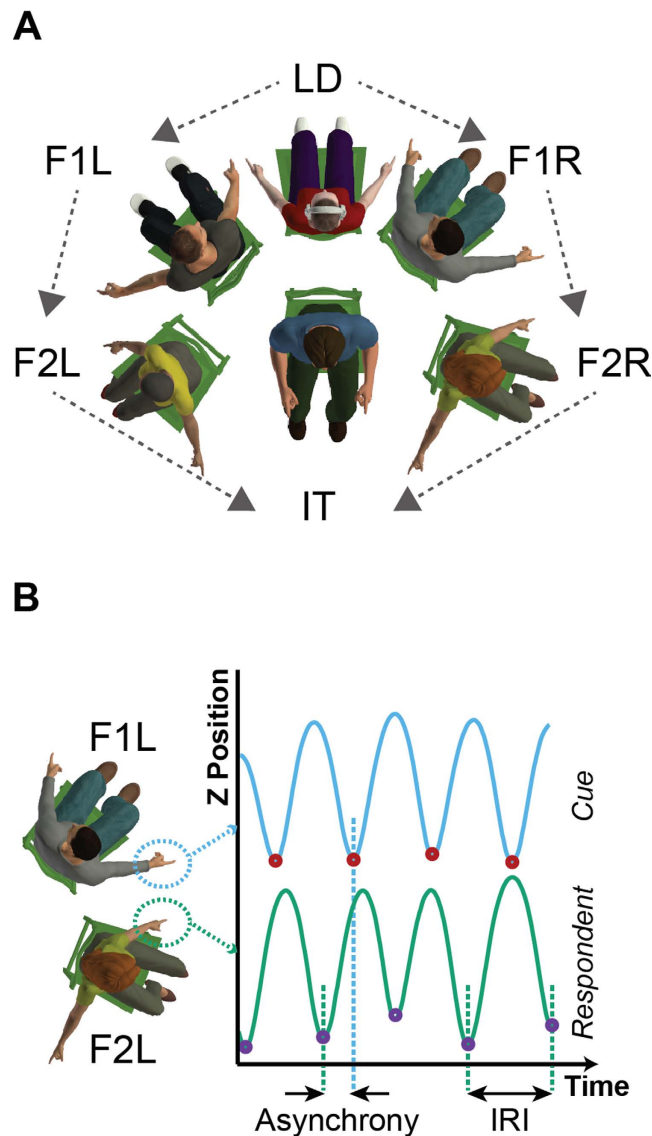 A
LD
F1L
F1R
F2L
F2R
IT
B
F1L
F2L
Z Position
Cue
Respondent
Time
Asynchrony
IRI